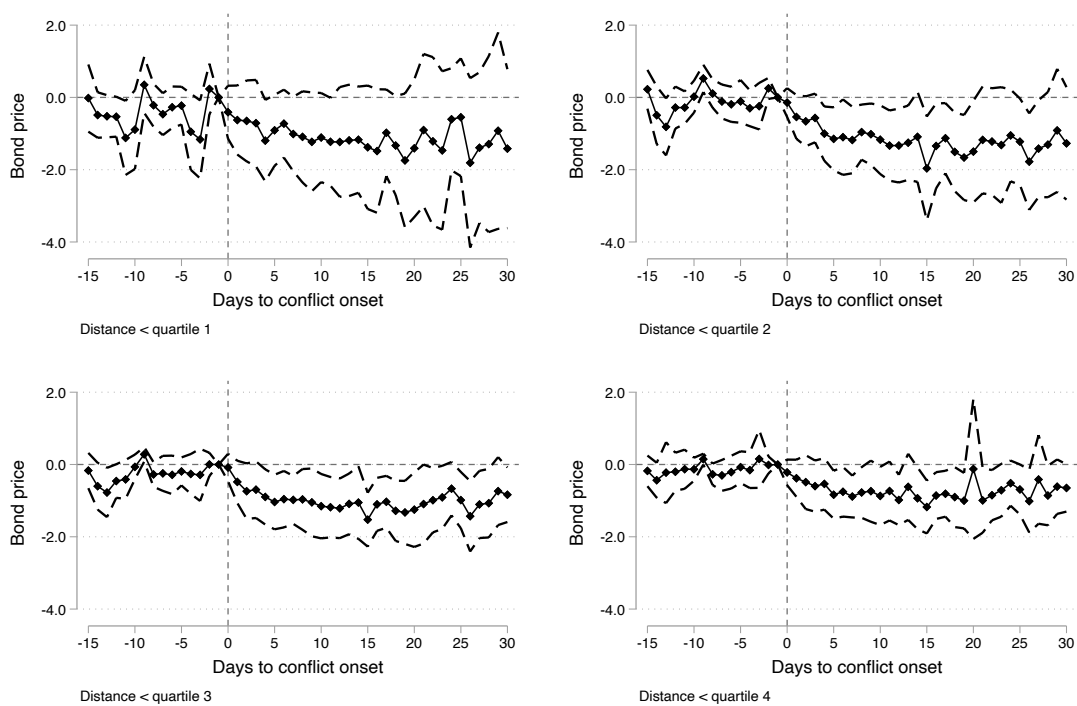 2.0
0.0
-2.0
-4.0
Bond price
-15 -10 -5 0 5 10 15 20 25 30
Days to conflict onset
Distance < quartile 1
2.0
0.0
-2.0
-4.0
Bond price
-15 -10 -5 0 5 10 15 20 25 30
Days to conflict onset
Distance < quartile 2
2.0
0.0
-2.0
-4.0
Bond price
-15 -10 -5 0 5 10 15 20 25 30
Days to conflict onset
Distance < quartile 3
2.0
0.0
-2.0
-4.0
Bond price
-15 -10 -5 0 5 10 15 20 25 30
Days to conflict onset
Distance < quartile 4